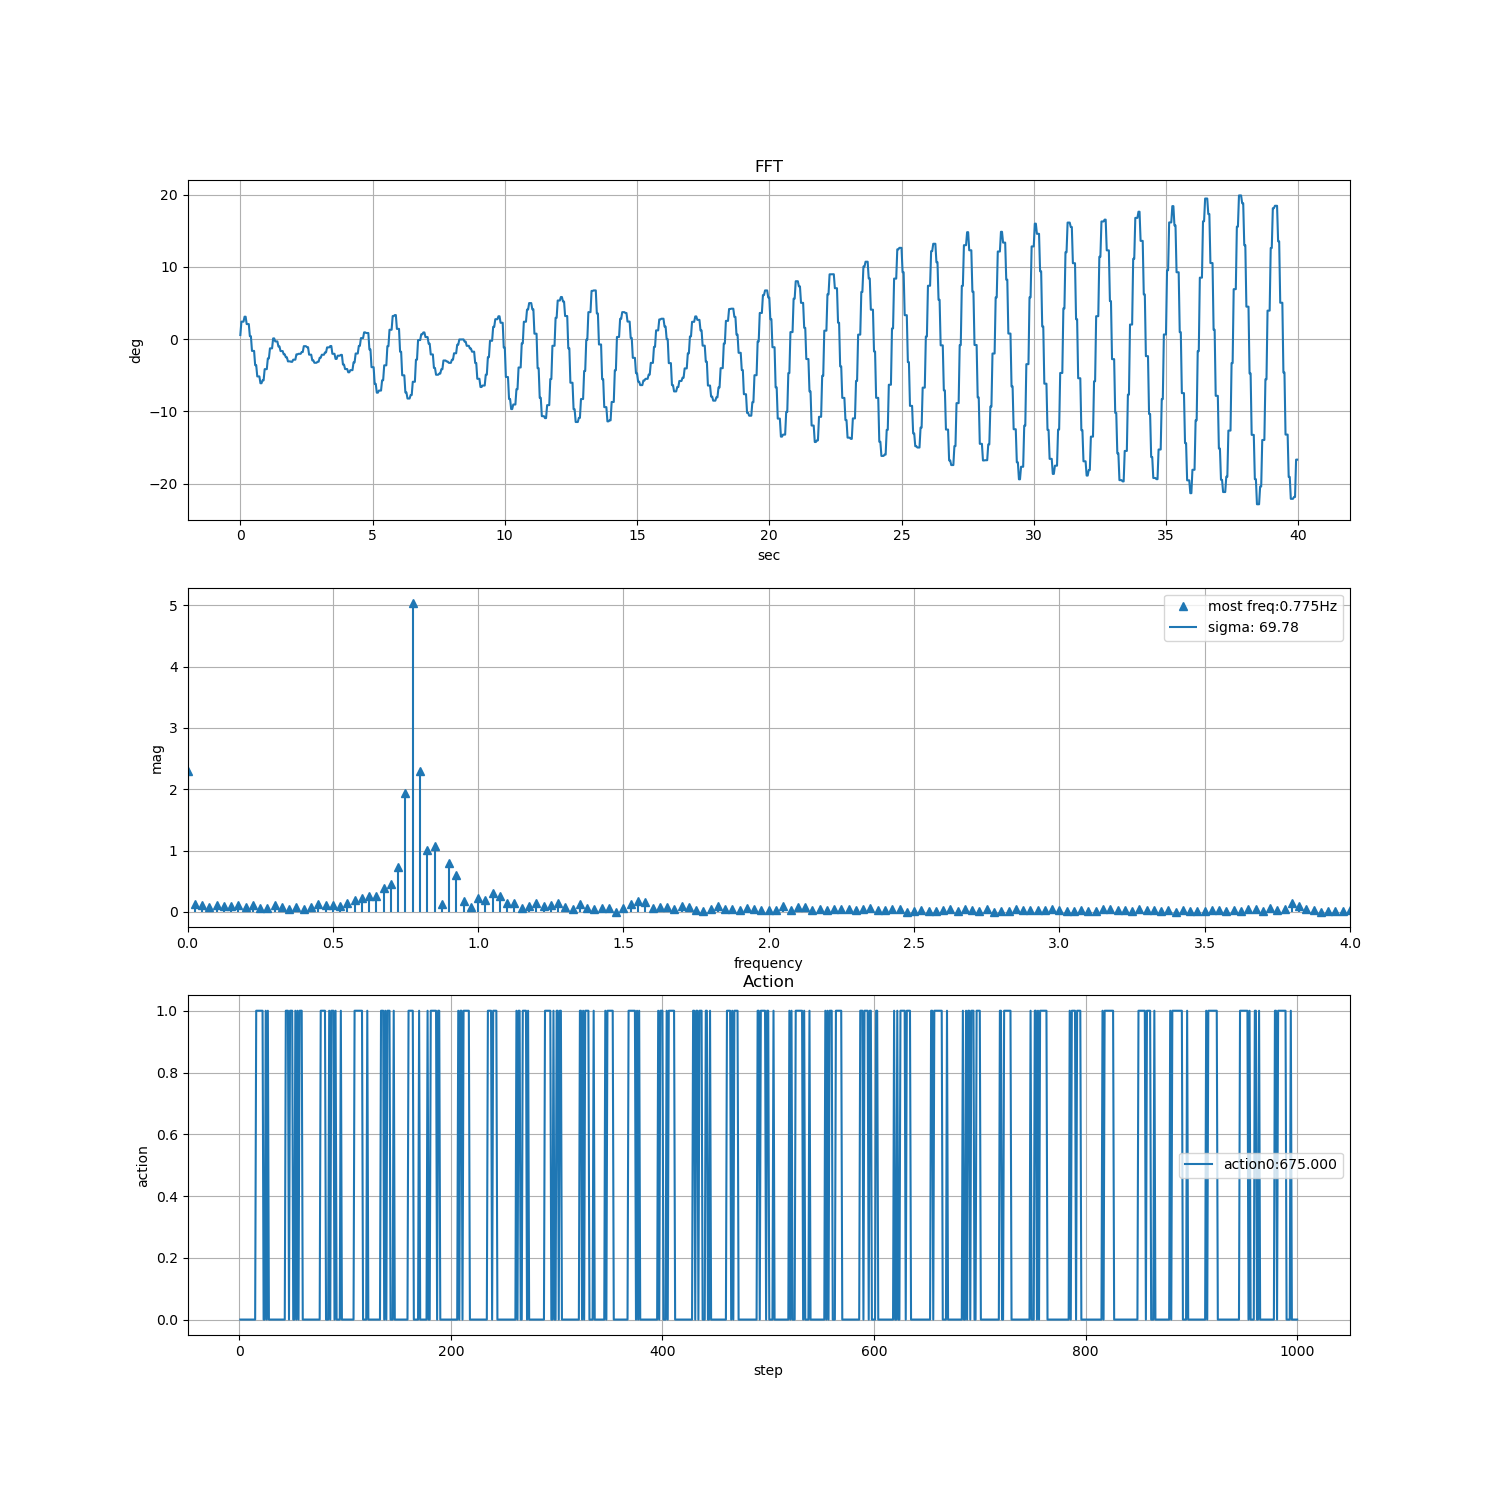 FFT
20
10
0
−10
−20
deg
0 5 10 15 20 25 30 35 40
sec
5
4
3
2
1
0
mag
most freq:0.775Hz
sigma: 69.78
0.0 0.5 1.0 1.5 2.0 2.5 3.0 3.5 4.0
frequency
Action
1.0
0.8
0.6
0.4
0.2
0.0
action
action0:675.000
0 200 400 600 800 1000
step